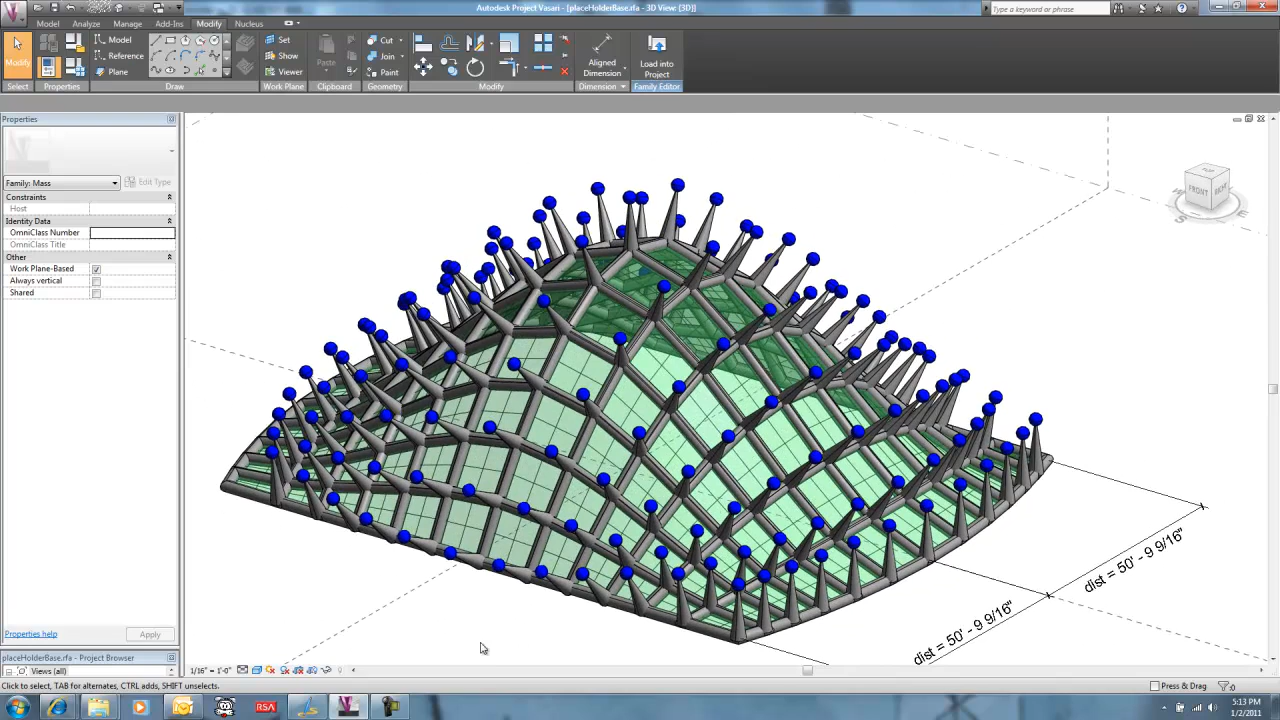 Autodesk Project Vasari - [placeHolderBase.rfa - 3D View: {3D}]
Type a keyword or phrase
Home Create Analyze Manage Add-Ins Modify Nucleus
Modify
Model
Reference
Plane
Set
Show
Viewer
Paste
Cut
Join
Paint
Aligned
Dimension
Load into
Project
Select Properties Draw Work Plane Clipboard Geometry Modify Dimension Family Editor
Properties
Family: Mass
Edit Type
Constraints
Host
Identity Data
OmniClass Number
OmniClass Title
Other
Work Plane-Based
Always vertical
Shared
FRONT
S
E
dist = 50' - 9 9/16"
dist = 50' - 9 9/16"
Properties help
Apply
placeHolderBase.rfa - Project Browser
Views (all)
1/16" = 1'-0"
Click to select, TAB for alternates, CTRL adds, SHIFT unselects.
Press & Drag
:0
RSA
5:13 PM
1/2/2011